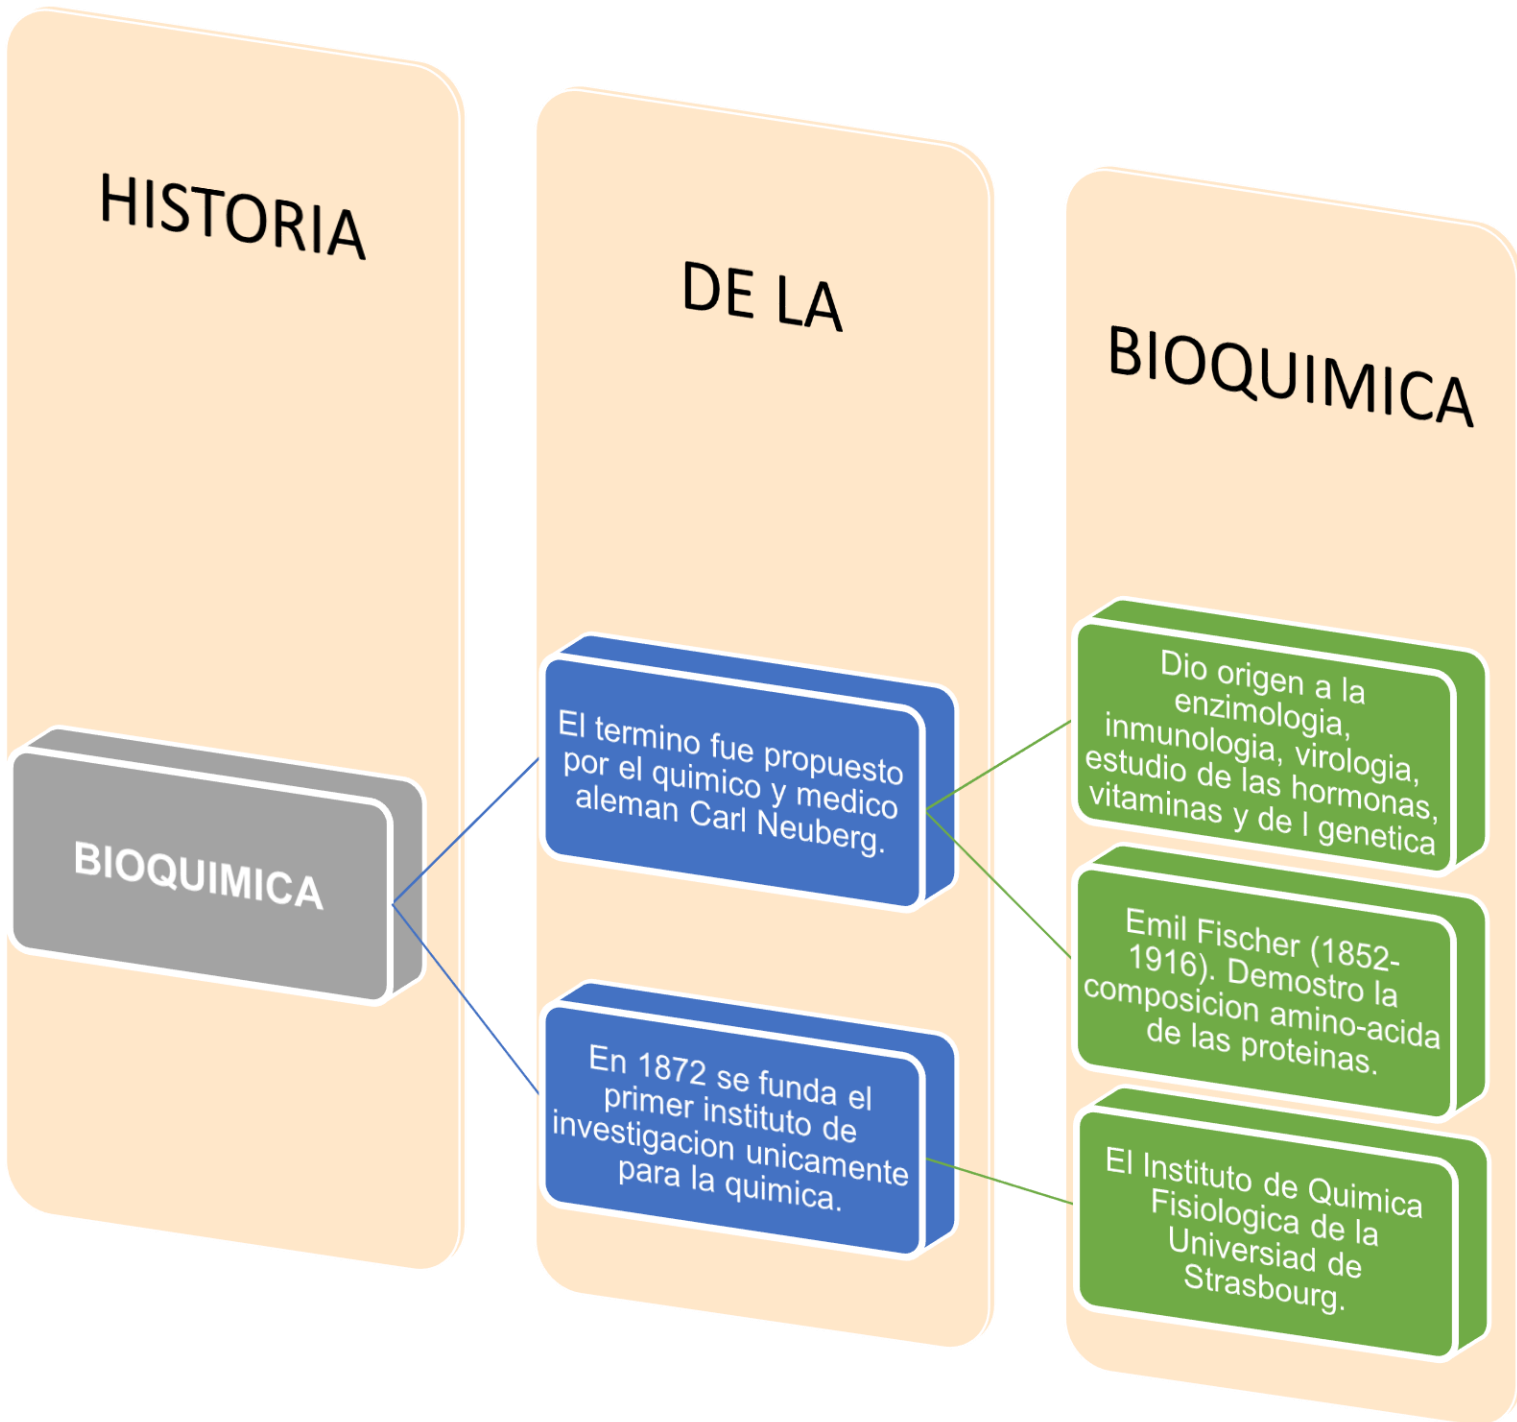 HISTORIA
DE LA
BIOQUIMICA
BIOQUIMICA
El termino fue propuesto
por el quimico y medico
aleman Carl Neuberg.
En 1872 se funda el
primer instituto de
investigacion unicamente
para la quimica.
Dio origen a la
enzimologia,
inmunologia, virologia,
estudio de las hormonas,
vitaminas y de l genetica
Emil Fischer (1852-
1916). Demostro la
composicion amino-acida
de las proteinas.
El Instituto de Quimica
Fisiologica de la
Universiad de
Strasbourg.